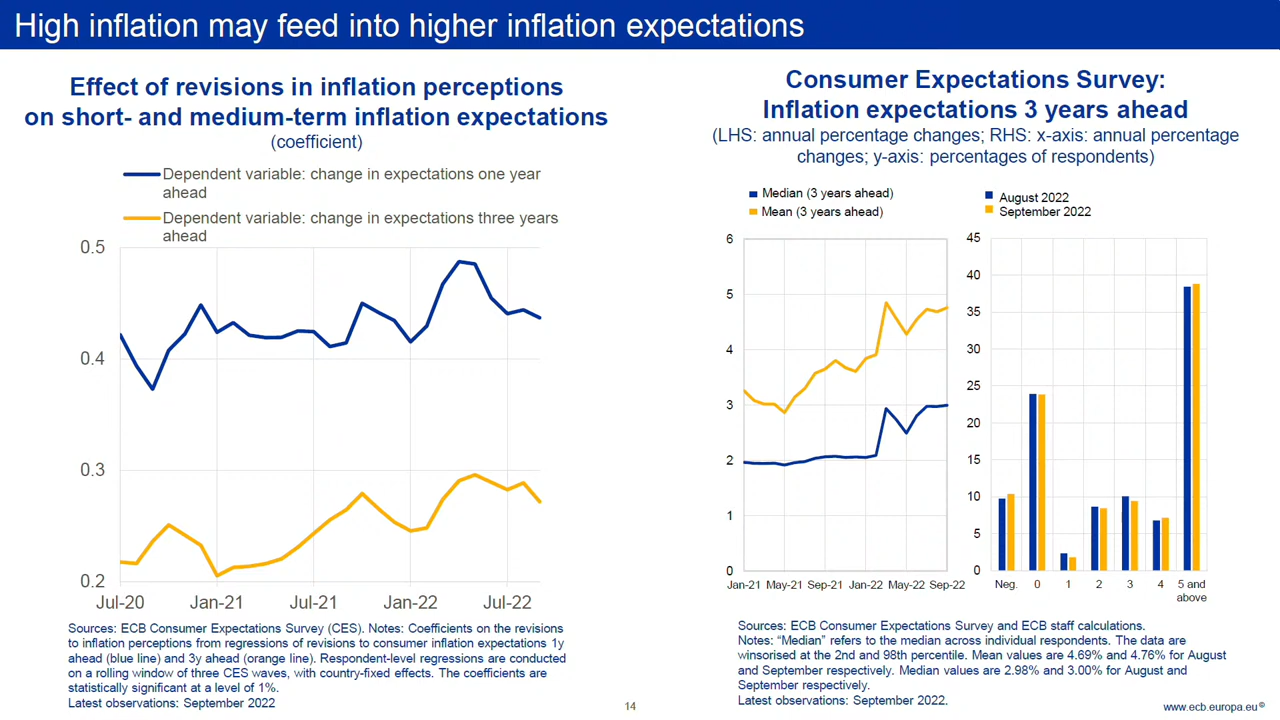 High inflation may feed into higher inflation expectations
Effect of revisions in inflation perceptions
on short- and medium-term inflation expectations
(coefficient)
Dependent variable: change in expectations one year
ahead
Dependent variable: change in expectations three years
ahead
0.5
0.4
0.3
0.2
Jul-20 Jan-21 Jul-21 Jan-22 Jul-22
Sources: ECB Consumer Expectations Survey (CES). Notes: Coefficients on the revisions
to inflation perceptions from regressions of revisions to consumer inflation expectations 1y
ahead (blue line) and 3y ahead (orange line). Respondent-level regressions are conducted
on a rolling window of three CES waves, with country-fixed effects. The coefficients are
statistically significant at a level of 1%.
Latest observations: September 2022
Consumer Expectations Survey:
Inflation expectations 3 years ahead
(LHS: annual percentage changes; RHS: x-axis: annual percentage
changes; y-axis: percentages of respondents)
Median (3 years ahead)
Mean (3 years ahead)
6
5
4
3
2
1
0
Jan-21 May-21 Sep-21 Jan-22 May-22 Sep-22
August 2022
September 2022
45
40
35
30
25
20
15
10
5
0
Neg. 0 1 2 3 4 5 and
above
Sources: ECB Consumer Expectations Survey and ECB staff calculations.
Notes: “Median” refers to the median across individual respondents. The data are
winsorised at the 2nd and 98th percentile. Mean values are 4.69% and 4.76% for August
and September respectively. Median values are 2.98% and 3.00% for August and
September respectively.
Latest observations: September 2022.
14
www.ecb.europa.eu ©